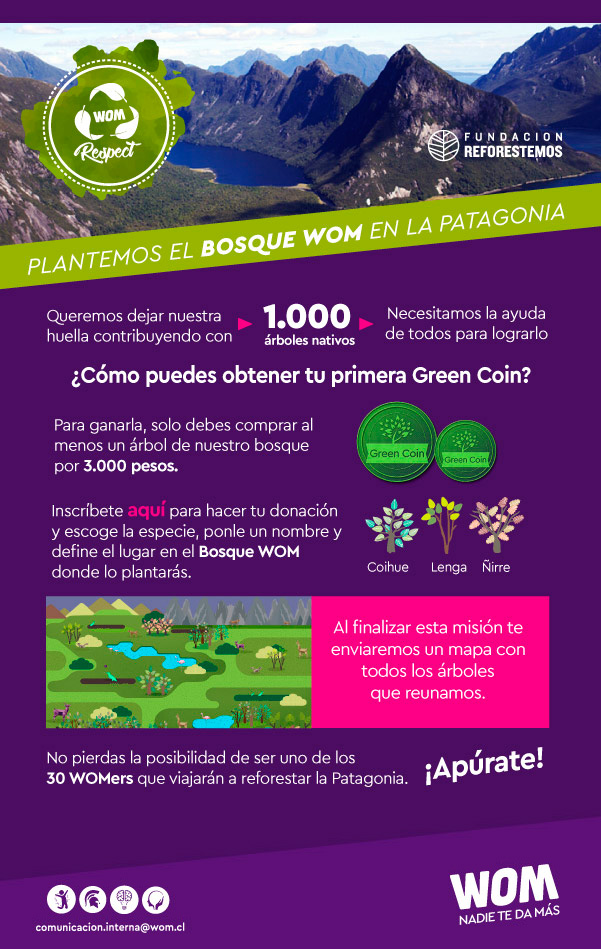 WOM
Respect
FUNDACION
REFORESTEMOS
PLANTEMOS EL BOSQUE WOM EN LA PATAGONIA
Queremos dejar nuestra
huella contribuyendo con
1.000
árboles nativos
Necesitamos la ayuda
de todos para lograrlo
¿Cómo puedes obtener tu primera Green Coin?
Para ganarla, solo debes comprar al
menos un árbol de nuestro bosque
por 3.000 pesos.
Green Coin
Green Coin
Inscríbete aquí para hacer tu donación
y escoge la especie, ponle un nombre y
define el lugar en el Bosque WOM
donde lo plantarás.
Coihue Lenga Ñirre
Al finalizar esta misión te
enviaremos un mapa con
todos los árboles
que reunamos.
No pierdas la posibilidad de ser uno de los
30 WOMers que viajarán a reforestar la Patagonia.
¡Apúrate!
comunicacion.interna@wom.cl
WOM
NADIE TE DA MÁS